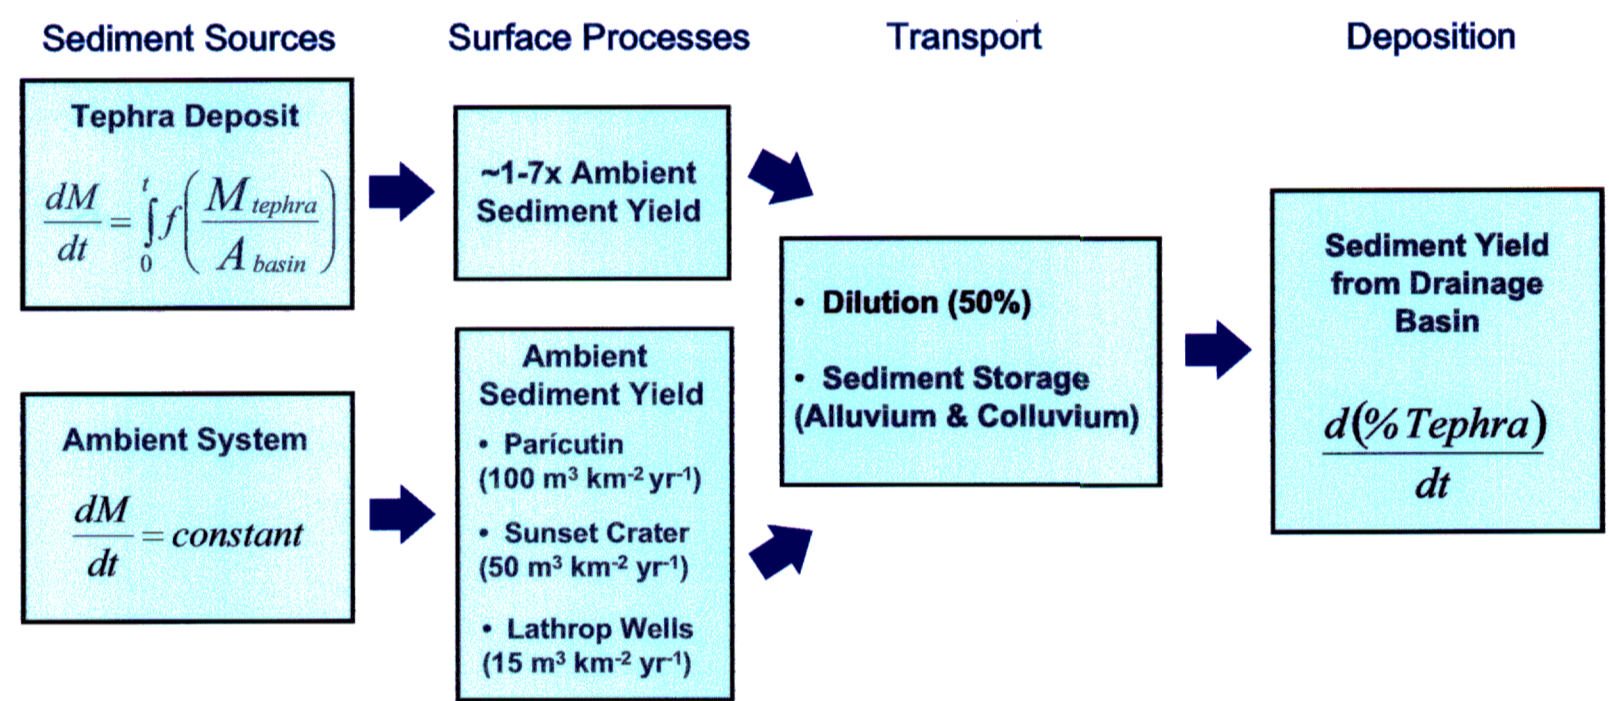 Sediment Sources
Surface Processes
Transport
Deposition
Tephra Deposit
dM/dt = ∫₀ᵗ f(M tephra / A basin)
~1-7x Ambient
Sediment Yield
Ambient System
dM/dt = constant
Ambient
Sediment Yield
• Parícutin
(100 m³ km⁻² yr⁻¹)
• Sunset Crater
(50 m³ km⁻² yr⁻¹)
• Lathrop Wells
(15 m³ km⁻² yr⁻¹)
• Dilution (50%)
• Sediment Storage
(Alluvium & Colluvium)
Sediment Yield
from Drainage
Basin
d(% Tephra)/dt